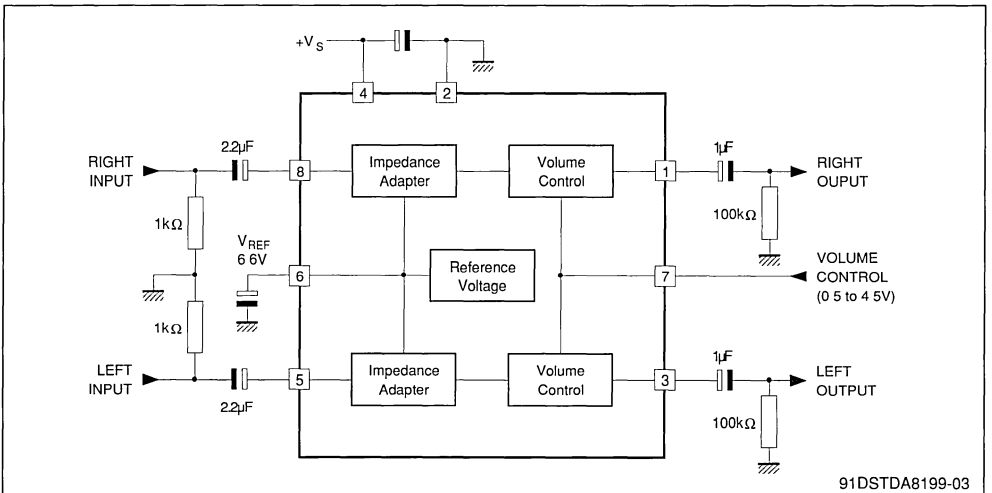 +VS
4
2
RIGHT
INPUT
2.2µF
8
Impedance
Adapter
Volume
Control
1
1µF
RIGHT
OUPUT
1kΩ
100kΩ
VREF
6 6V
6
Reference
Voltage
7
VOLUME
CONTROL
(0 5 to 4 5V)
1kΩ
LEFT
INPUT
2.2µF
5
Impedance
Adapter
Volume
Control
3
1µF
LEFT
OUTPUT
100kΩ
91DSTDA8199-03